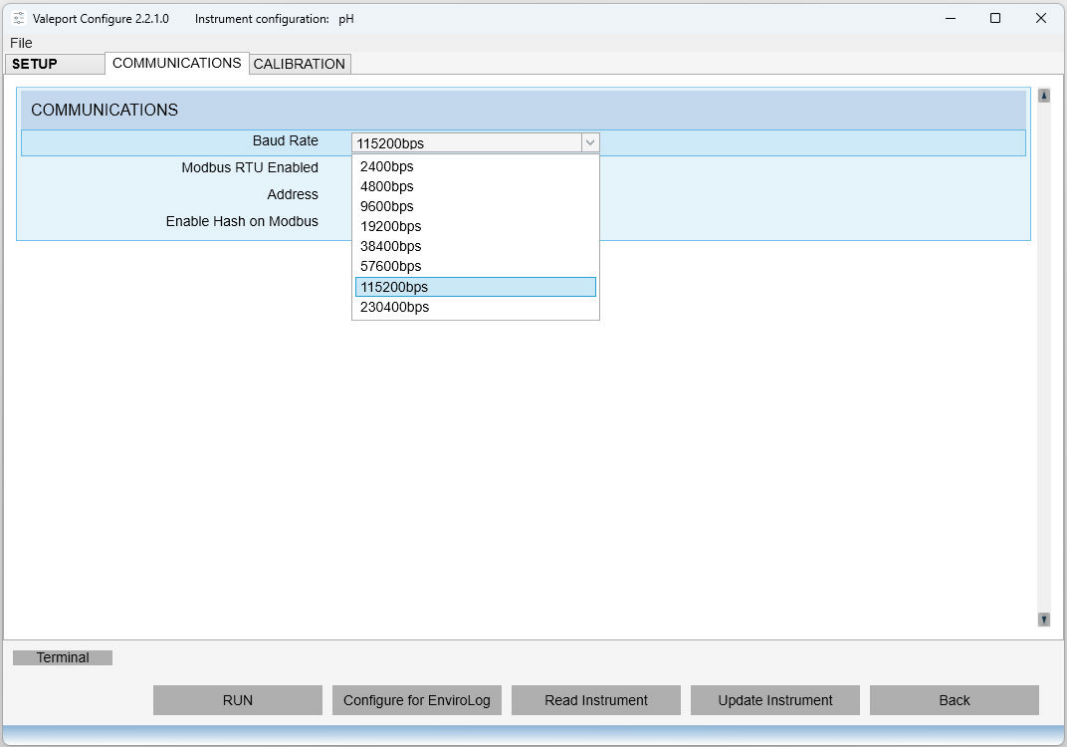 Valeport Configure 2.2.1.0 Instrument configuration: pH
File
SETUP COMMUNICATIONS CALIBRATION
COMMUNICATIONS
Baud Rate 115200bps
Modbus RTU Enabled
Address
Enable Hash on Modbus
2400bps
4800bps
9600bps
19200bps
38400bps
57600bps
115200bps
230400bps
Terminal
RUN Configure for EnviroLog Read Instrument Update Instrument Back